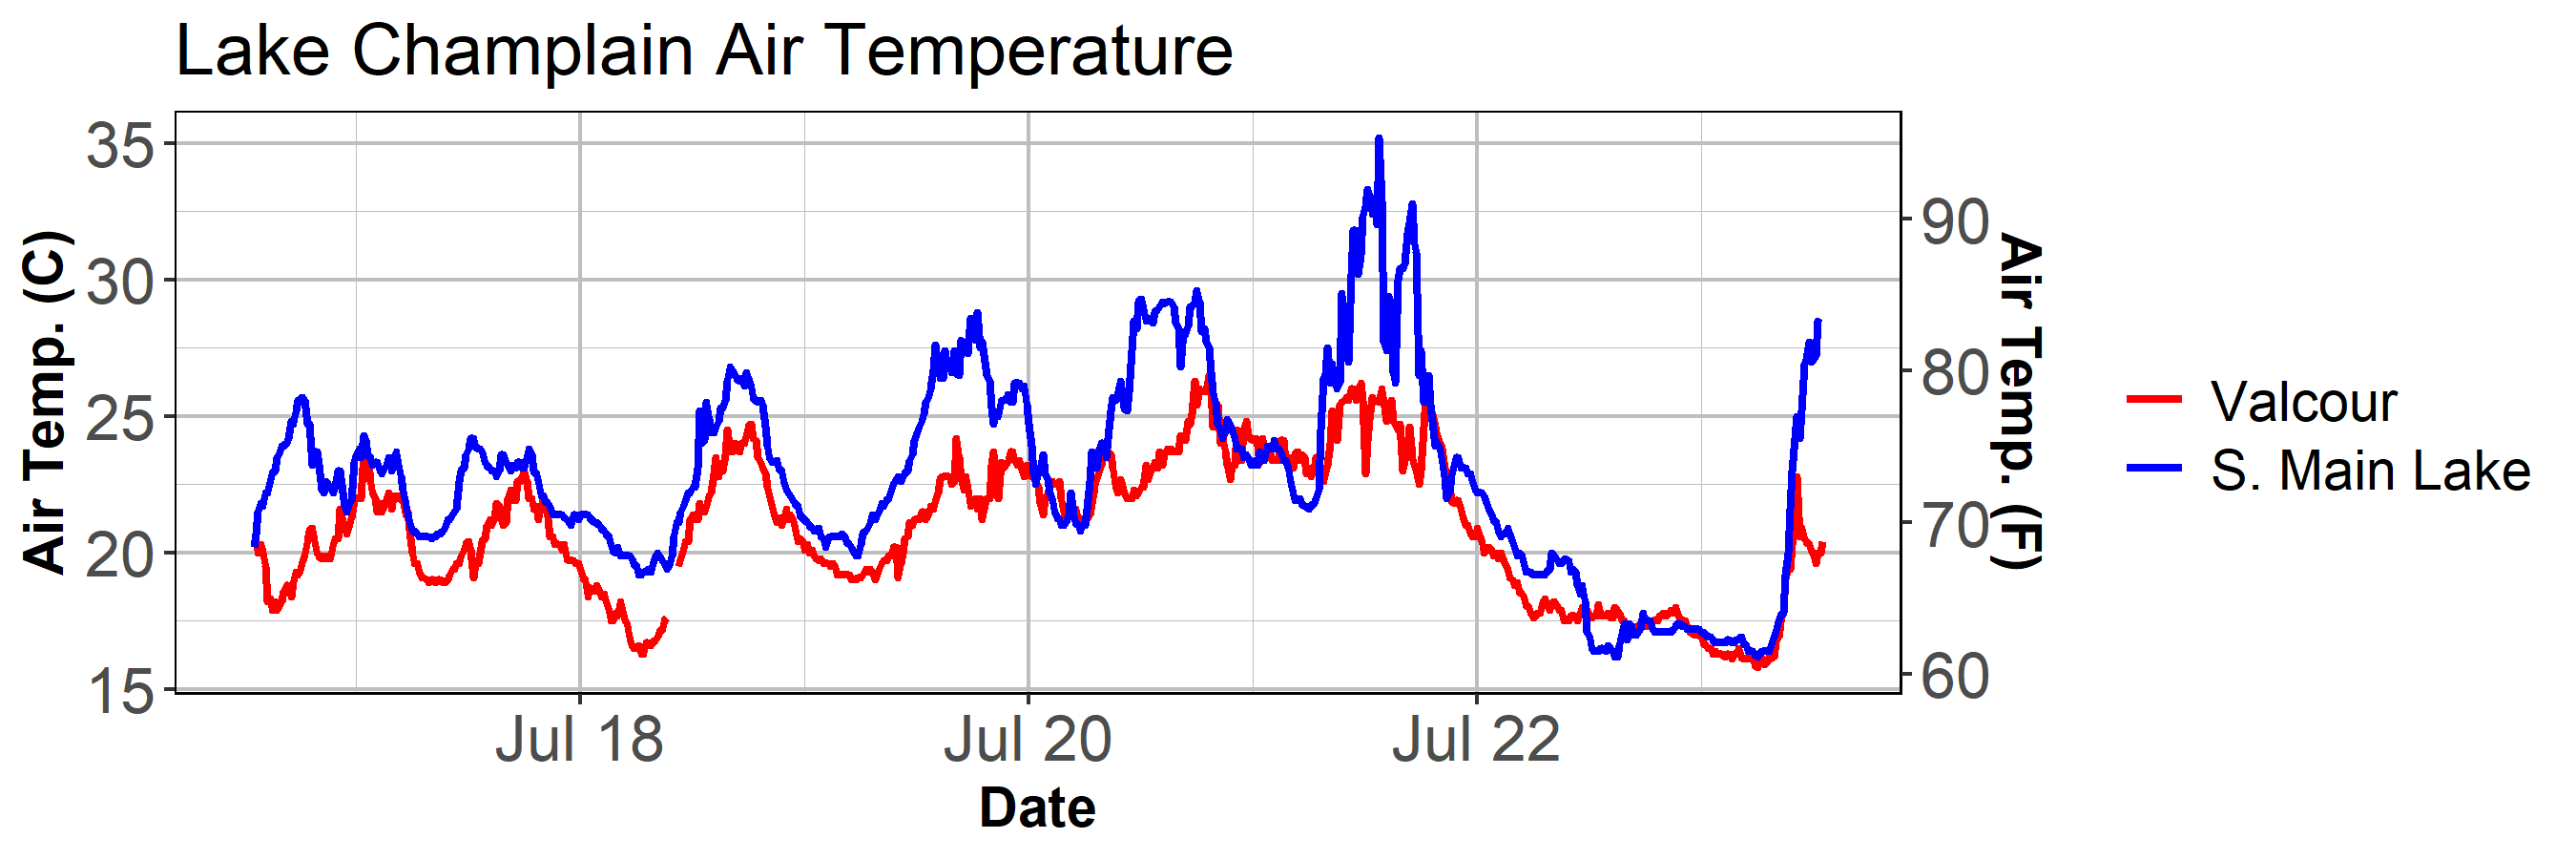 Lake Champlain Air Temperature
Air Temp. (C)
35
30
25
20
15
90
80
70
60
Air Temp. (F)
Jul 18
Jul 20
Jul 22
Date
Valcour
S. Main Lake